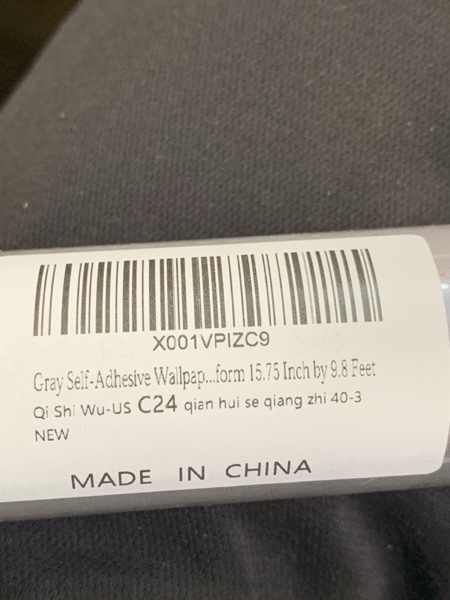 X001VPIZC9
Gray Self-Adhesive Wallpap...form 15.75 Inch by 9.8 Feet
Qi Shi Wu-US C24 qian hui se qiang zhi 40-3
NEW
MADE IN CHINA